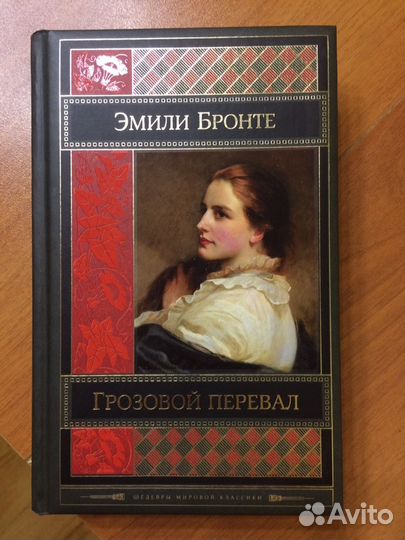 ЭМИЛИ БРОНТЕ
ГРОЗОВОЙ ПЕРЕВАЛ
ШЕДЕВРЫ МИРОВОЙ КЛАССИКИ
Avito